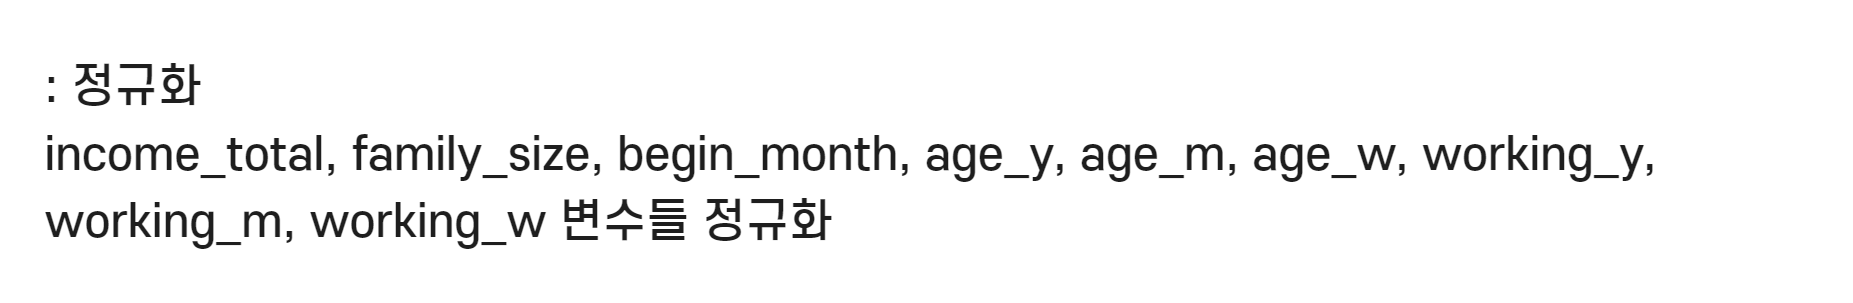 : 정규화
income_total, family_size, begin_month, age_y, age_m, age_w, working_y,
working_m, working_w 변수들 정규화